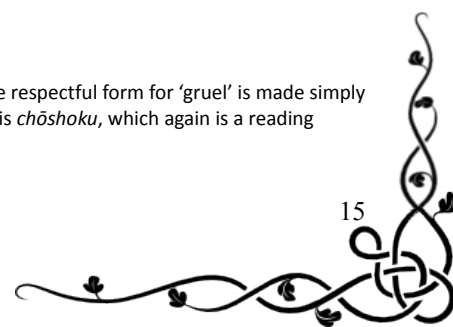 e respectful form for ‘gruel’ is made simply
is chōshoku, which again is a reading
15